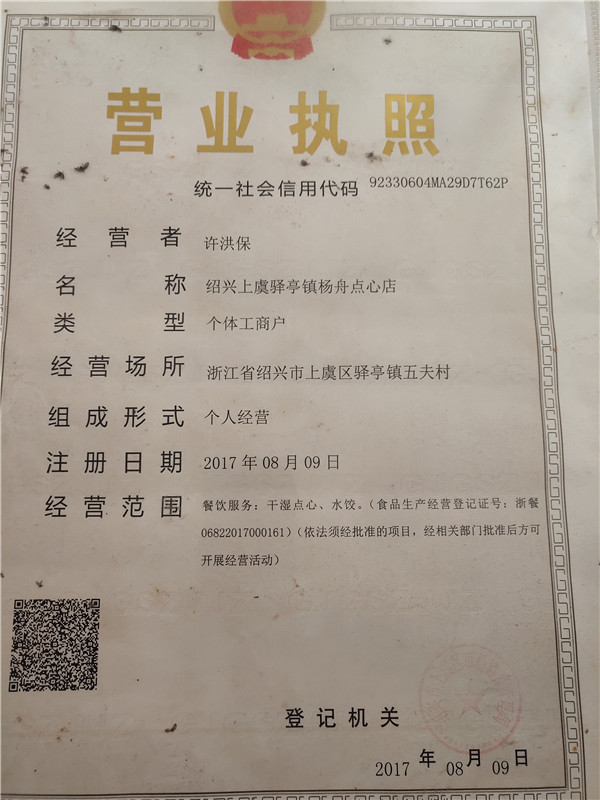 营业执照
统一社会信用代码 92330604MA29D7T62P
经营者 许洪保
名称 绍兴上虞驿亭镇杨舟点心店
类型 个体工商户
经营场所 浙江省绍兴市上虞区驿亭镇五夫村
组成形式 个人经营
注册日期 2017年08月09日
经营范围 餐饮服务：干湿点心、水饺。（食品生产经营登记证号：浙餐
06822017000161）（依法须经批准的项目，经相关部门批准后方可
开展经营活动）
登记机关
2017年08月09日